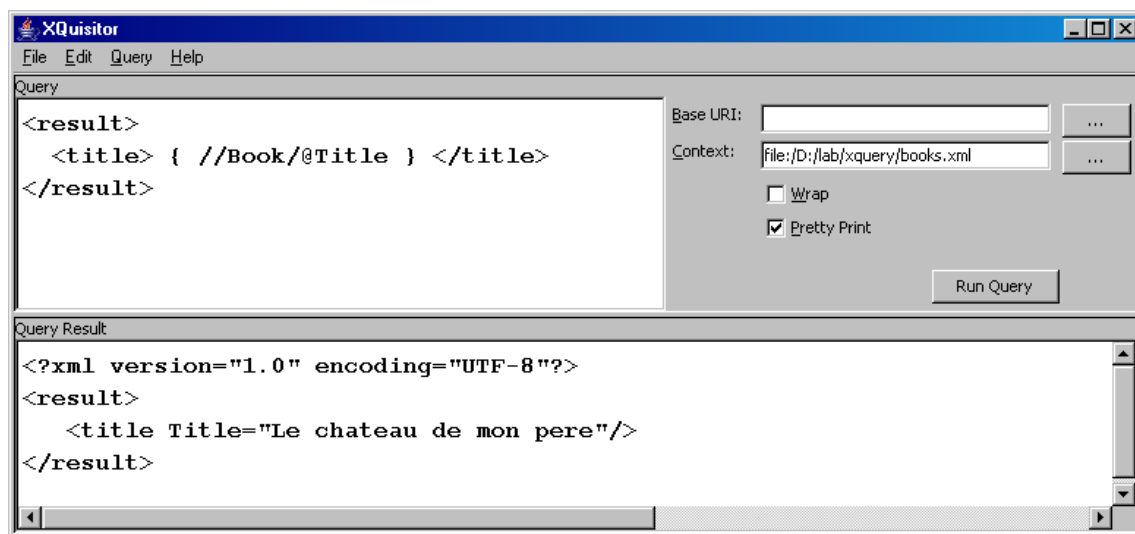 XQuisitor
File Edit Query Help
Query
<result>
<title> { //Book/@Title } </title>
</result>
Base URI:
...
Context:
file:/D:/lab/xquery/books.xml
...
Wrap
Pretty Print
Run Query
Query Result
<?xml version="1.0" encoding="UTF-8"?>
<result>
<title Title="Le chateau de mon pere"/>
</result>